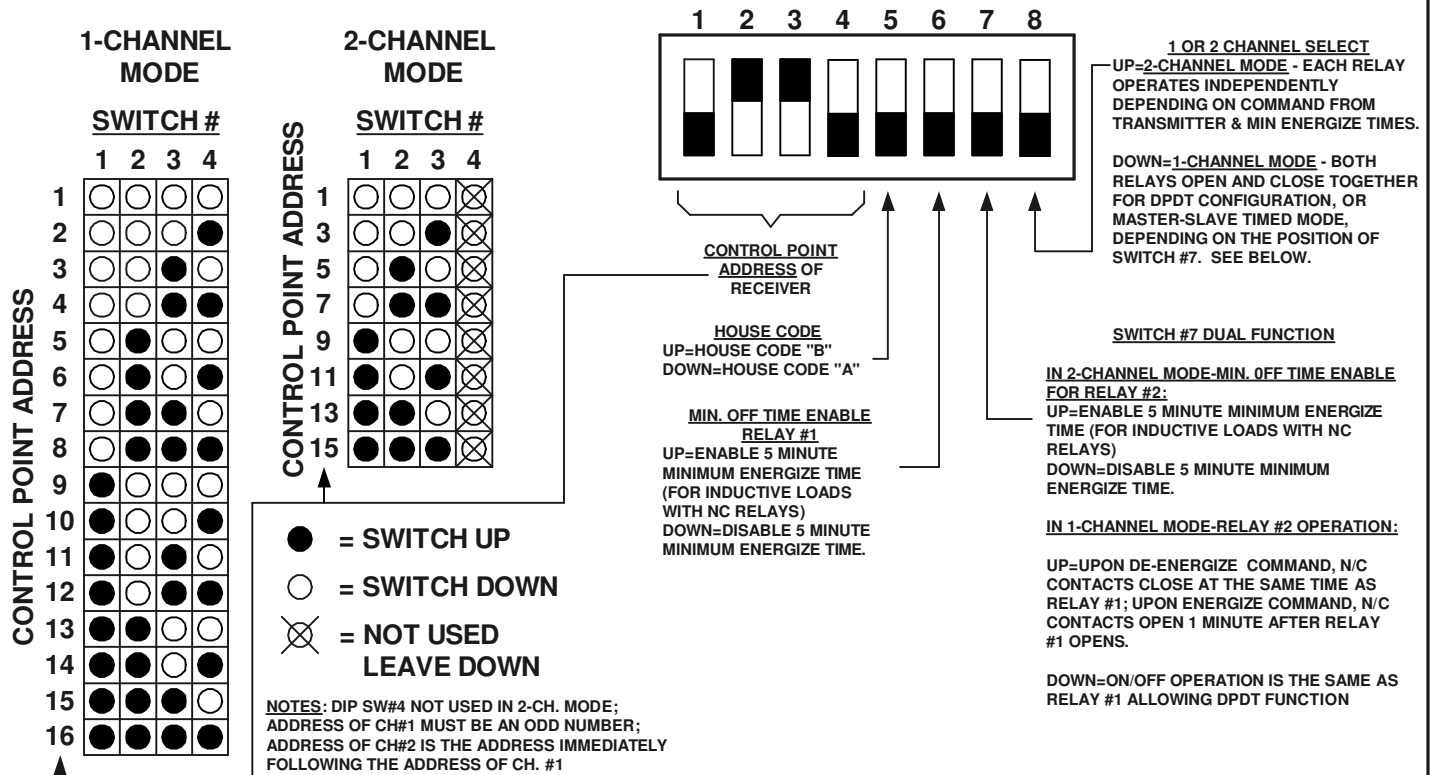 1-CHANNEL
MODE
SWITCH #
1 2 3 4
CONTROL POINT ADDRESS
1
2
3
4
5
6
7
8
9
10
11
12
13
14
15
16
2-CHANNEL
MODE
SWITCH #
1 2 3 4
CONTROL POINT ADDRESS
1
3
5
7
9
11
13
15
= SWITCH UP
= SWITCH DOWN
= NOT USED
LEAVE DOWN
NOTES: DIP SW#4 NOT USED IN 2-CH. MODE;
ADDRESS OF CH#1 MUST BE AN ODD NUMBER;
ADDRESS OF CH#2 IS THE ADDRESS IMMEDIATELY
FOLLOWING THE ADDRESS OF CH. #1
1 2 3 4 5 6 7 8
CONTROL POINT
ADDRESS OF
RECEIVER
HOUSE CODE
UP=HOUSE CODE "B"
DOWN=HOUSE CODE "A"
MIN. OFF TIME ENABLE
RELAY #1
UP=ENABLE 5 MINUTE
MINIMUM ENERGIZE TIME
(FOR INDUCTIVE LOADS
WITH NC RELAYS)
DOWN=DISABLE 5 MINUTE
MINIMUM ENERGIZE TIME.
1 OR 2 CHANNEL SELECT
UP=2-CHANNEL MODE - EACH RELAY
OPERATES INDEPENDENTLY
DEPENDING ON COMMAND FROM
TRANSMITTER & MIN ENERGIZE TIMES.
DOWN=1-CHANNEL MODE - BOTH
RELAYS OPEN AND CLOSE TOGETHER
FOR DPDT CONFIGURATION, OR
MASTER-SLAVE TIMED MODE,
DEPENDING ON THE POSITION OF
SWITCH #7. SEE BELOW.
SWITCH #7 DUAL FUNCTION
IN 2-CHANNEL MODE-MIN. 0FF TIME ENABLE
FOR RELAY #2:
UP=ENABLE 5 MINUTE MINIMUM ENERGIZE
TIME (FOR INDUCTIVE LOADS WITH NC
RELAYS)
DOWN=DISABLE 5 MINUTE MINIMUM
ENERGIZE TIME.
IN 1-CHANNEL MODE-RELAY #2 OPERATION:
UP=UPON DE-ENERGIZE COMMAND, N/C
CONTACTS CLOSE AT THE SAME TIME AS
RELAY #1; UPON ENERGIZE COMMAND, N/C
CONTACTS OPEN 1 MINUTE AFTER RELAY
#1 OPENS.
DOWN=ON/OFF OPERATION IS THE SAME AS
RELAY #1 ALLOWING DPDT FUNCTION